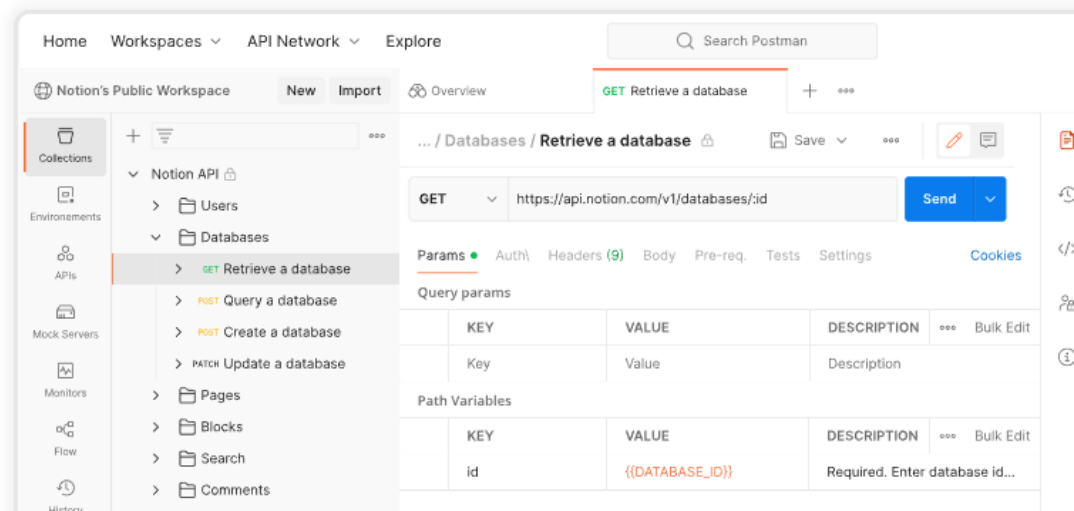 Home Workspaces API Network Explore Search Postman
Notion's Public Workspace New Import
Overview GET Retrieve a database
Collections
Environements
APIs
Mock Servers
Monitors
Flow
History
Notion API
Users
Databases
GET Retrieve a database
POST Query a database
POST Create a database
PATCH Update a database
Pages
Blocks
Search
Comments
... / Databases / Retrieve a database Save
GET https://api.notion.com/v1/databases/:id Send
Params Auth\ Headers (9) Body Pre-req. Tests Settings Cookies
Query params
KEY VALUE DESCRIPTION Bulk Edit
Key Value Description
Path Variables
KEY VALUE DESCRIPTION Bulk Edit
id {{DATABASE_ID}} Required. Enter database id...